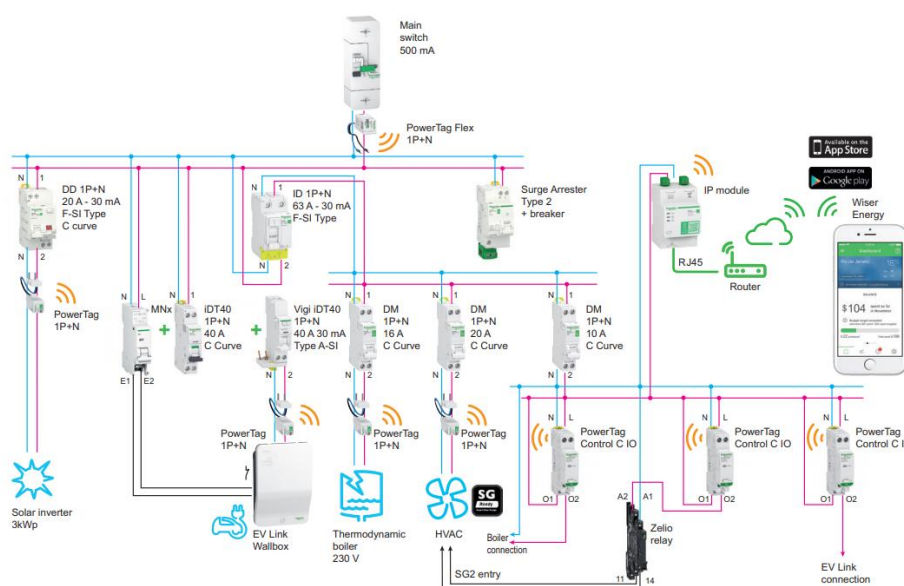 Main
switch
500 mA
PowerTag Flex
1P+N
N
1
DD 1P+N
20 A - 30 mA
F-SI Type
C curve
N
2
PowerTag
1P+N
Solar inverter
3kWp
N
L
MNx
E1
E2
N
1
iDT40
1P+N
40 A
C Curve
N
1
ID 1P+N
63 A - 30 mA
F-SI Type
N
2
Vigi iDT40
1P+N
40 A 30 mA
Type A-SI
N
2
PowerTag
1P+N
EV Link
Wallbox
Surge Arrester
Type 2
+ breaker
N
1
DM
1P+N
16 A
C Curve
N
2
PowerTag
1P+N
Thermodynamic
boiler
230 V
N
1
DM
1P+N
20 A
C Curve
N
2
PowerTag
1P+N
SG
Ready
HVAC
SG2 entry
N
1
DM
1P+N
10 A
C Curve
N
2
IP module
RJ45
Router
Available on the
App Store
ANDROID APP ON
Google play
Wiser
Energy
$104
N
L
PowerTag
Control C IO
O1
O2
Boiler
connection
A2
A1
Zelio
relay
11
14
N
L
PowerTag
Control C IO
O1
O2
N
L
PowerTag
Control C I
O1
O2
EV Link
connection